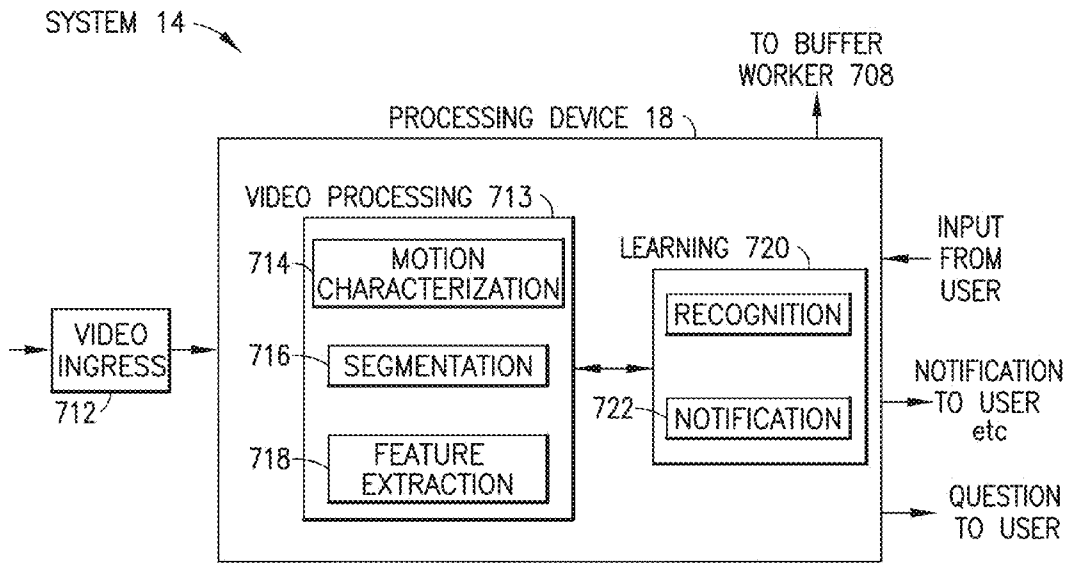 SYSTEM 14
TO BUFFER
WORKER 708
PROCESSING DEVICE 18
VIDEO PROCESSING 713
714
MOTION
CHARACTERIZATION
LEARNING 720
INPUT
FROM
USER
RECOGNITION
VIDEO
INGRESS
712
716
SEGMENTATION
722
NOTIFICATION
NOTIFICATION
TO USER
etc
718
FEATURE
EXTRACTION
QUESTION
TO USER